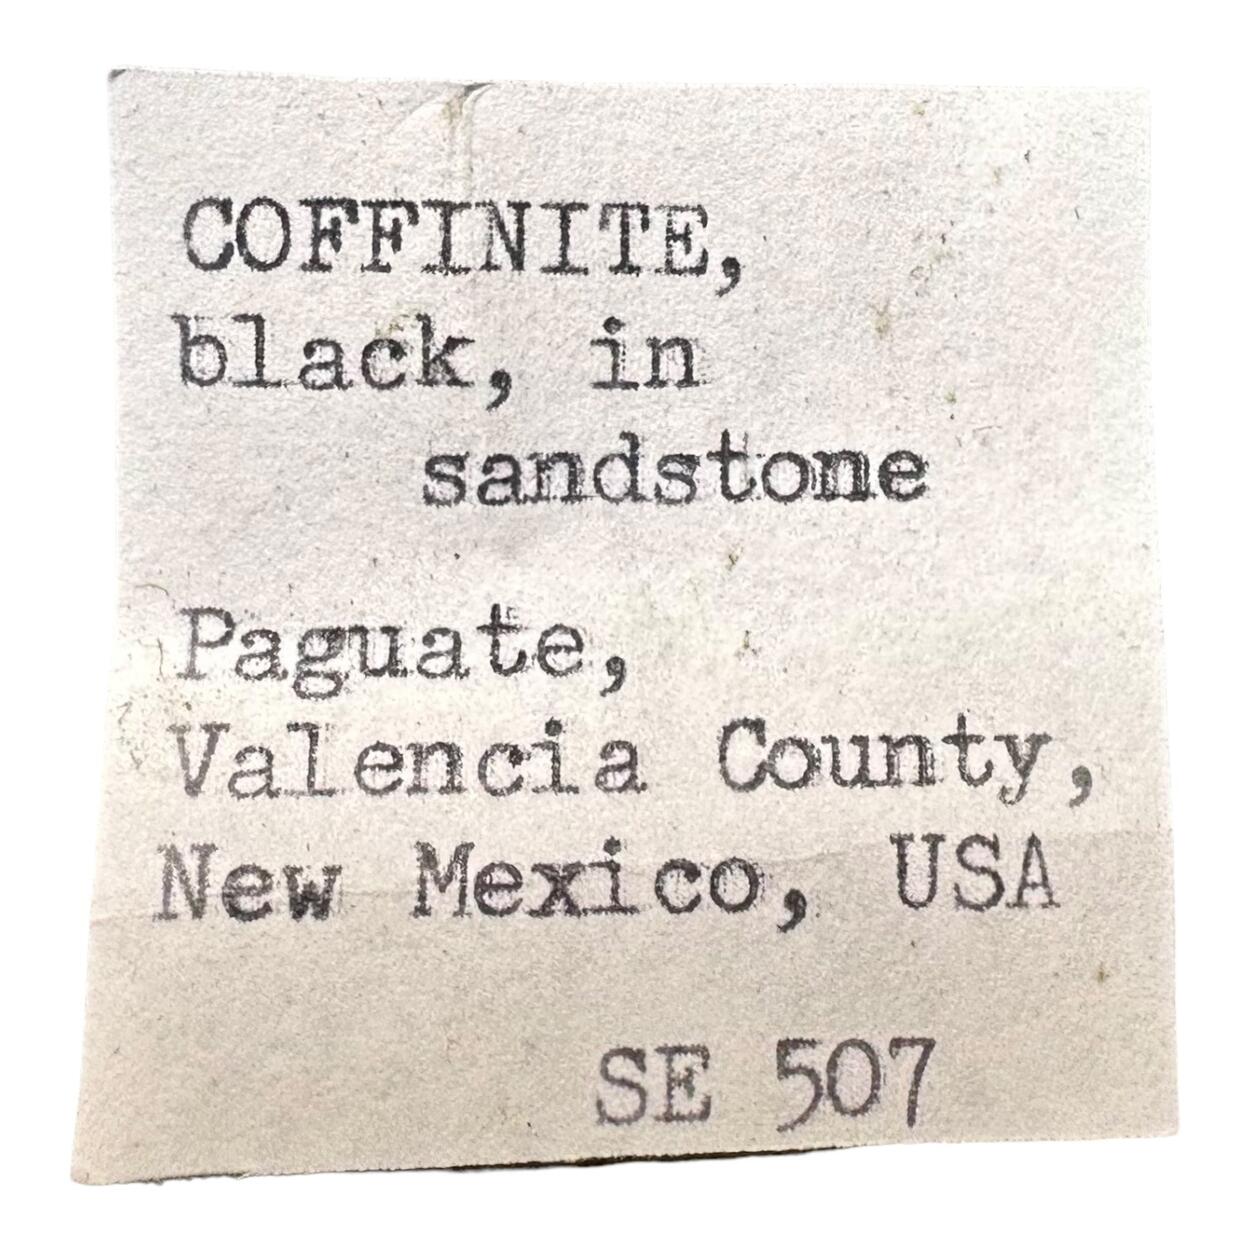 COFFINITE,
black, in
sandstone
Paguate,
Valencia County,
New Mexico, USA
SE 507